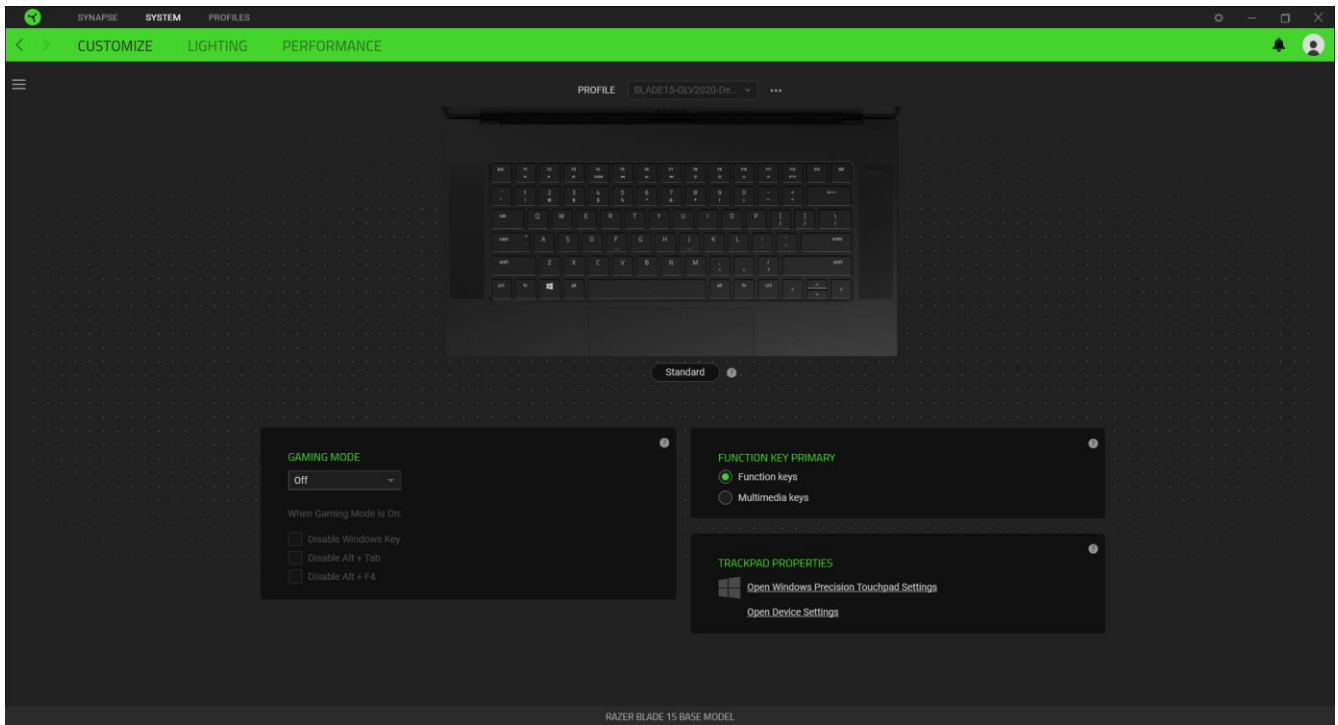 SYNAPSE SYSTEM PROFILES
CUSTOMIZE LIGHTING PERFORMANCE
PROFILE BLADE15-OLV2020-De...
Q W E R T Y U I O P
A S D F G H J K L
Z X C V B N M
Standard
GAMING MODE
Off
When Gaming Mode is On:
Disable Windows Key
Disable Alt + Tab
Disable Alt + F4
FUNCTION KEY PRIMARY
Function keys
Multimedia keys
TRACKPAD PROPERTIES
Open Windows Precision Touchpad Settings
Open Device Settings
RAZER BLADE 15 BASE MODEL